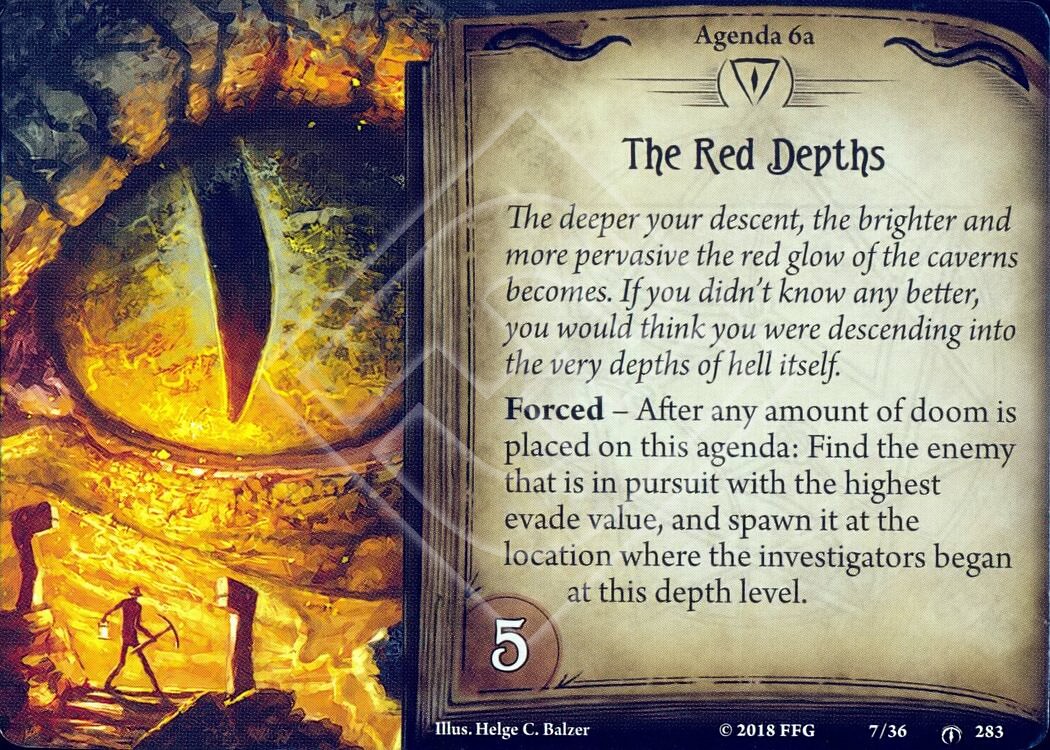 Agenda 6a
The Red Depths
The deeper your descent, the brighter and
more pervasive the red glow of the caverns
becomes. If you didn't know any better,
you would think you were descending into
the very depths of hell itself.
Forced – After any amount of doom is
placed on this agenda: Find the enemy
that is in pursuit with the highest
evade value, and spawn it at the
location where the investigators began
at this depth level.
5
Illus. Helge C. Balzer © 2018 FFG 7/36 283